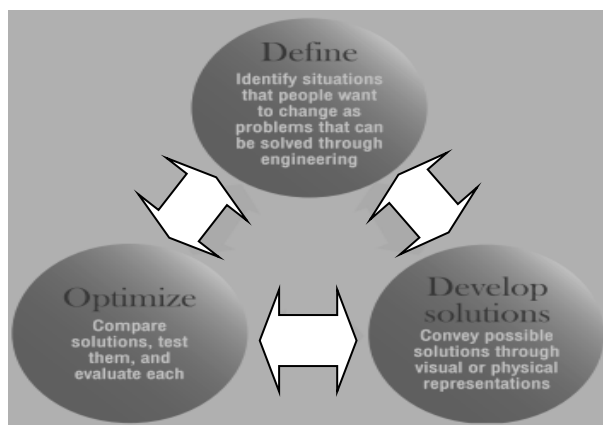 Define
Identify situations
that people want
to change as
problems that can
be solved through
engineering
Optimize
Compare
solutions, test
them, and
evaluate each
Develop
solutions
Convey possible
solutions through
visual or physical
representations